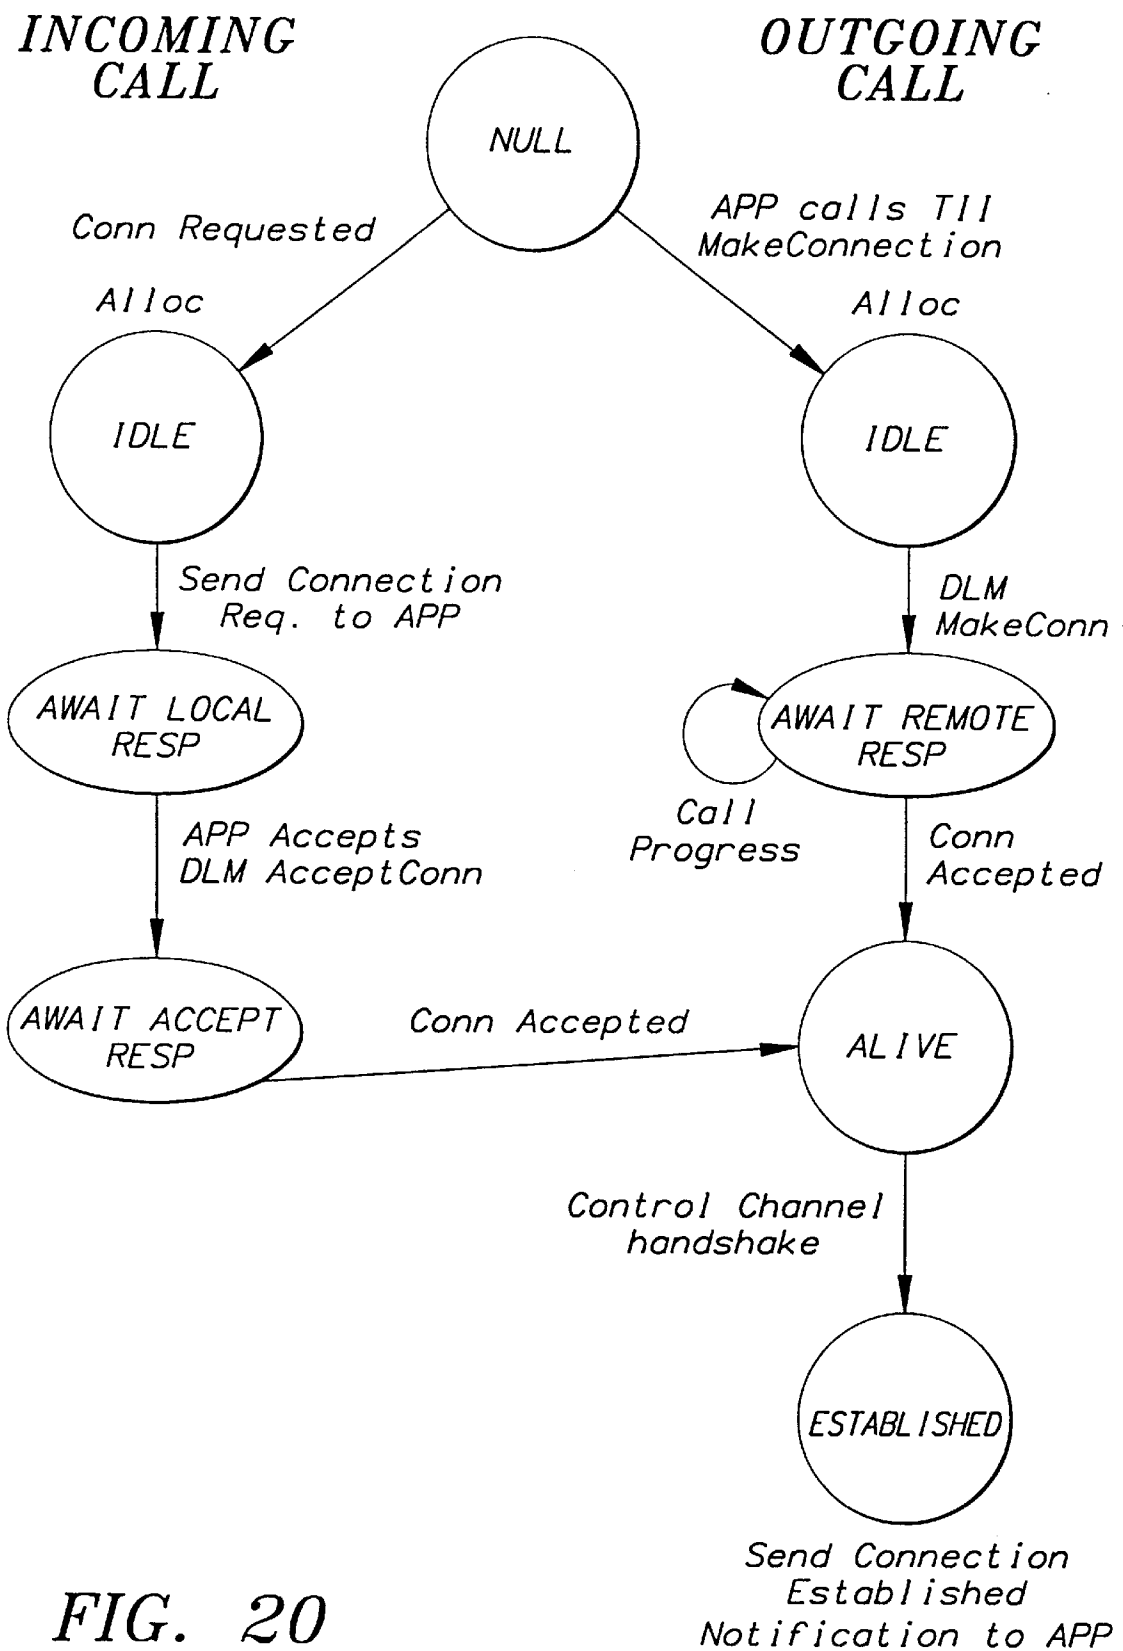 INCOMING
CALL
OUTGOING
CALL
NULL
Conn Requested
APP calls TII
MakeConnection
Alloc
Alloc
IDLE
IDLE
Send Connection
Req. to APP
DLM
MakeConn
AWAIT LOCAL
RESP
AWAIT REMOTE
RESP
Call
Progress
APP Accepts
DLM AcceptConn
Conn
Accepted
AWAIT ACCEPT
RESP
Conn Accepted
ALIVE
Control Channel
handshake
ESTABLISHED
Send Connection
Established
Notification to APP
FIG. 20